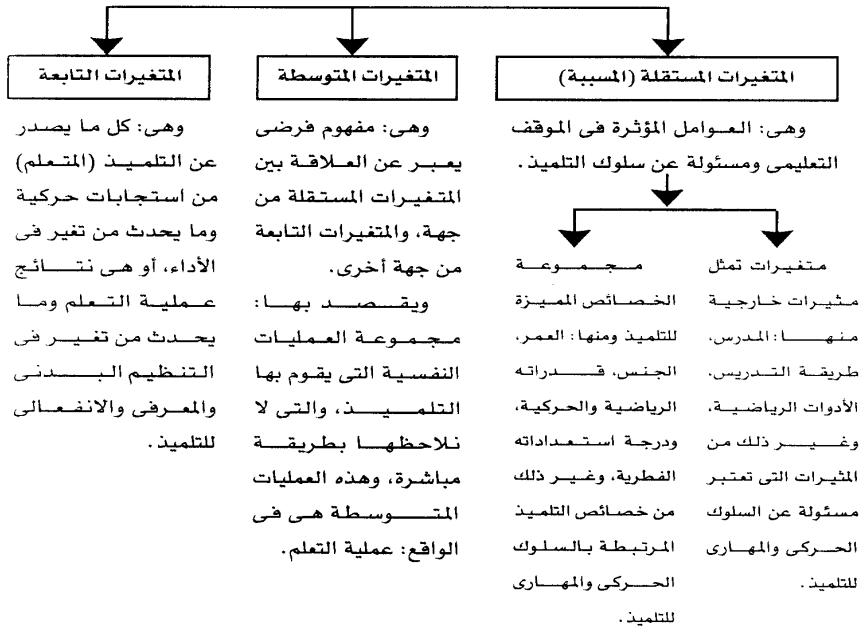 المتغيرات المستقلة (المسببة)
وهى: العوامل المؤثرة فى الموقف
التعليمى ومسئولة عن سلوك التلميذ.
متغيرات تمثل
مثيرات خارجية
منها: المدرس،
طريقة التدريس،
الأدوات الرياضية،
وغير ذلك من
المثيرات التى تعتبر
مسئولة عن السلوك
الحركى والمهارى
للتلميذ.
مجموعة
الخصائص المميزة
للتلميذ ومنها: العمر،
الجنس، قدراته
الرياضية والحركية،
ودرجة استعداداته
الفطرية، وغير ذلك
من خصائص التلميذ
المرتبطة بالسلوك
الحركى والمهارى
للتلميذ.
المتغيرات المتوسطة
وهى: مفهوم فرضى
يعبر عن العلاقة بين
المتغيرات المستقلة من
جهة، والمتغيرات التابعة
من جهة أخرى.
ويقصد بها:
مجموعة العمليات
النفسية التى يقوم بها
التلميذ، والتى لا
نلاحظها بطريقة
مباشرة، وهذه العمليات
المتوسطة هى فى
الواقع: عملية التعلم.
المتغيرات التابعة
وهى: كل ما يصدر
عن التلميذ (المتعلم)
من استجابات حركية
وما يحدث من تغير فى
الأداء، أو هى نتائج
عملية التعلم وما
يحدث من تغير فى
التنظيم البدنى
والمعرفى والانفعالى
للتلميذ.